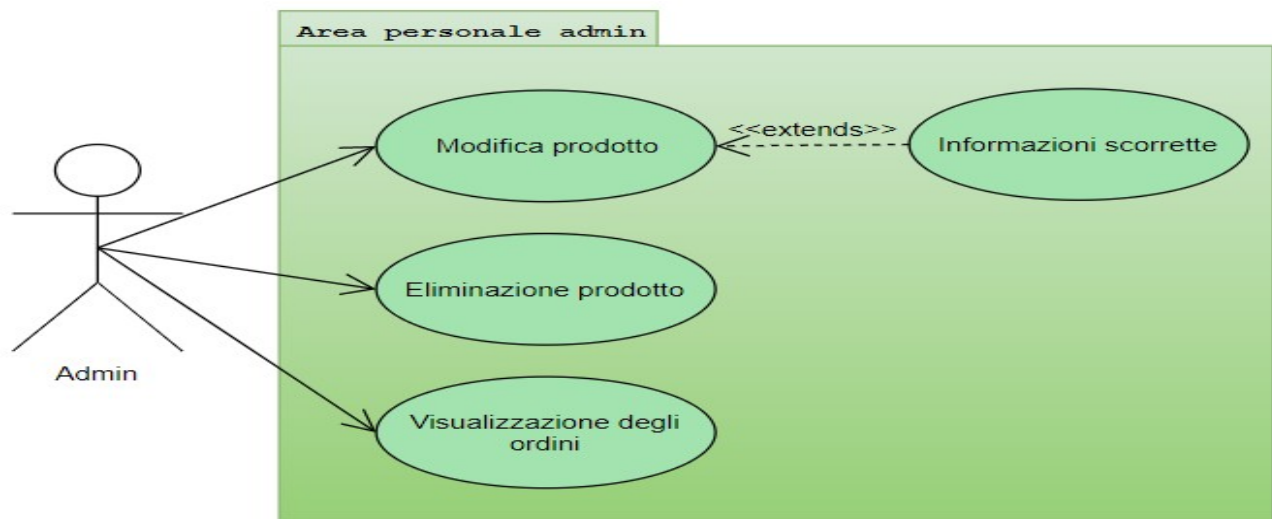 Area personale admin
Modifica prodotto
<<extends>>
Informazioni scorrette
Eliminazione prodotto
Admin
Visualizzazione degli
ordini